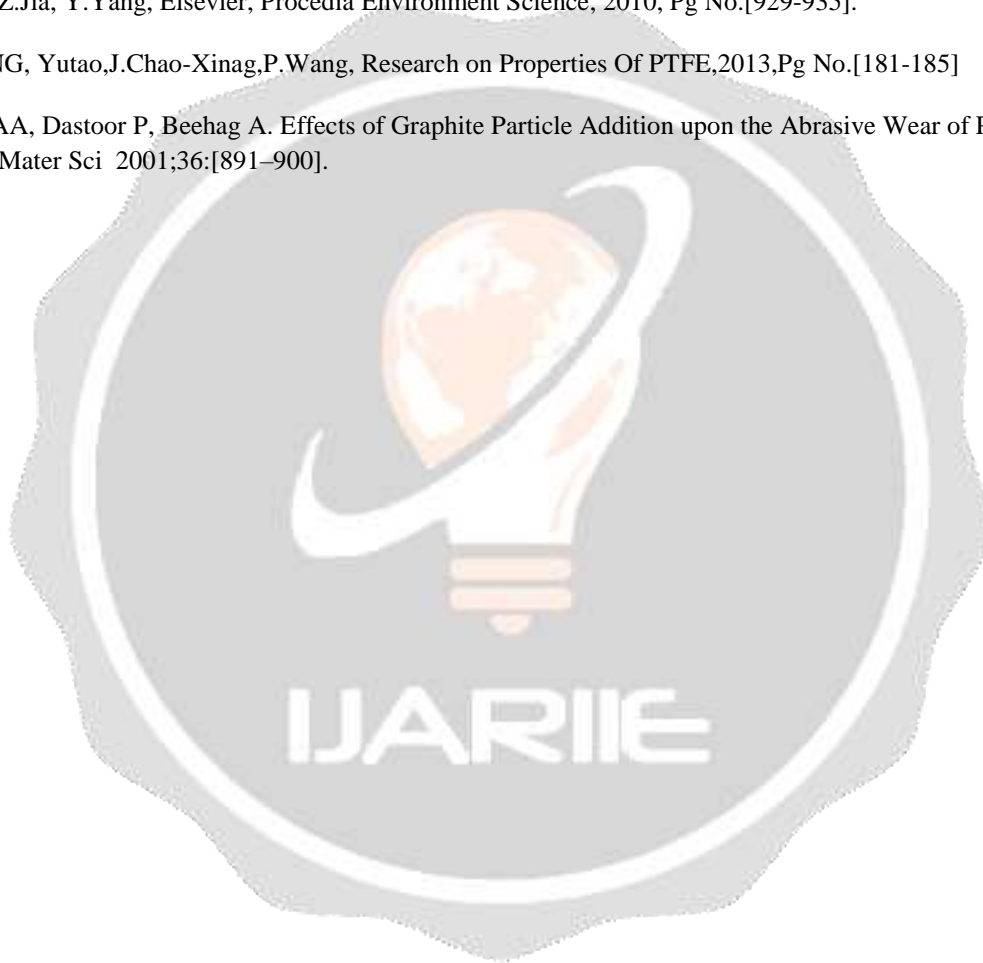 Z.Jia, Y.Yang, Elsevier, Procedia Environment Science, 2010, Pg No.[929-935].
NG, Yutao,J.Chao-Xinag,P.Wang, Research on Properties Of PTFE,2013,Pg No.[181-185]
AA, Dastoor P, Beehag A. Effects of Graphite Particle Addition upon the Abrasive Wear of
Mater Sci 2001;36:[891–900].
IJARIIE